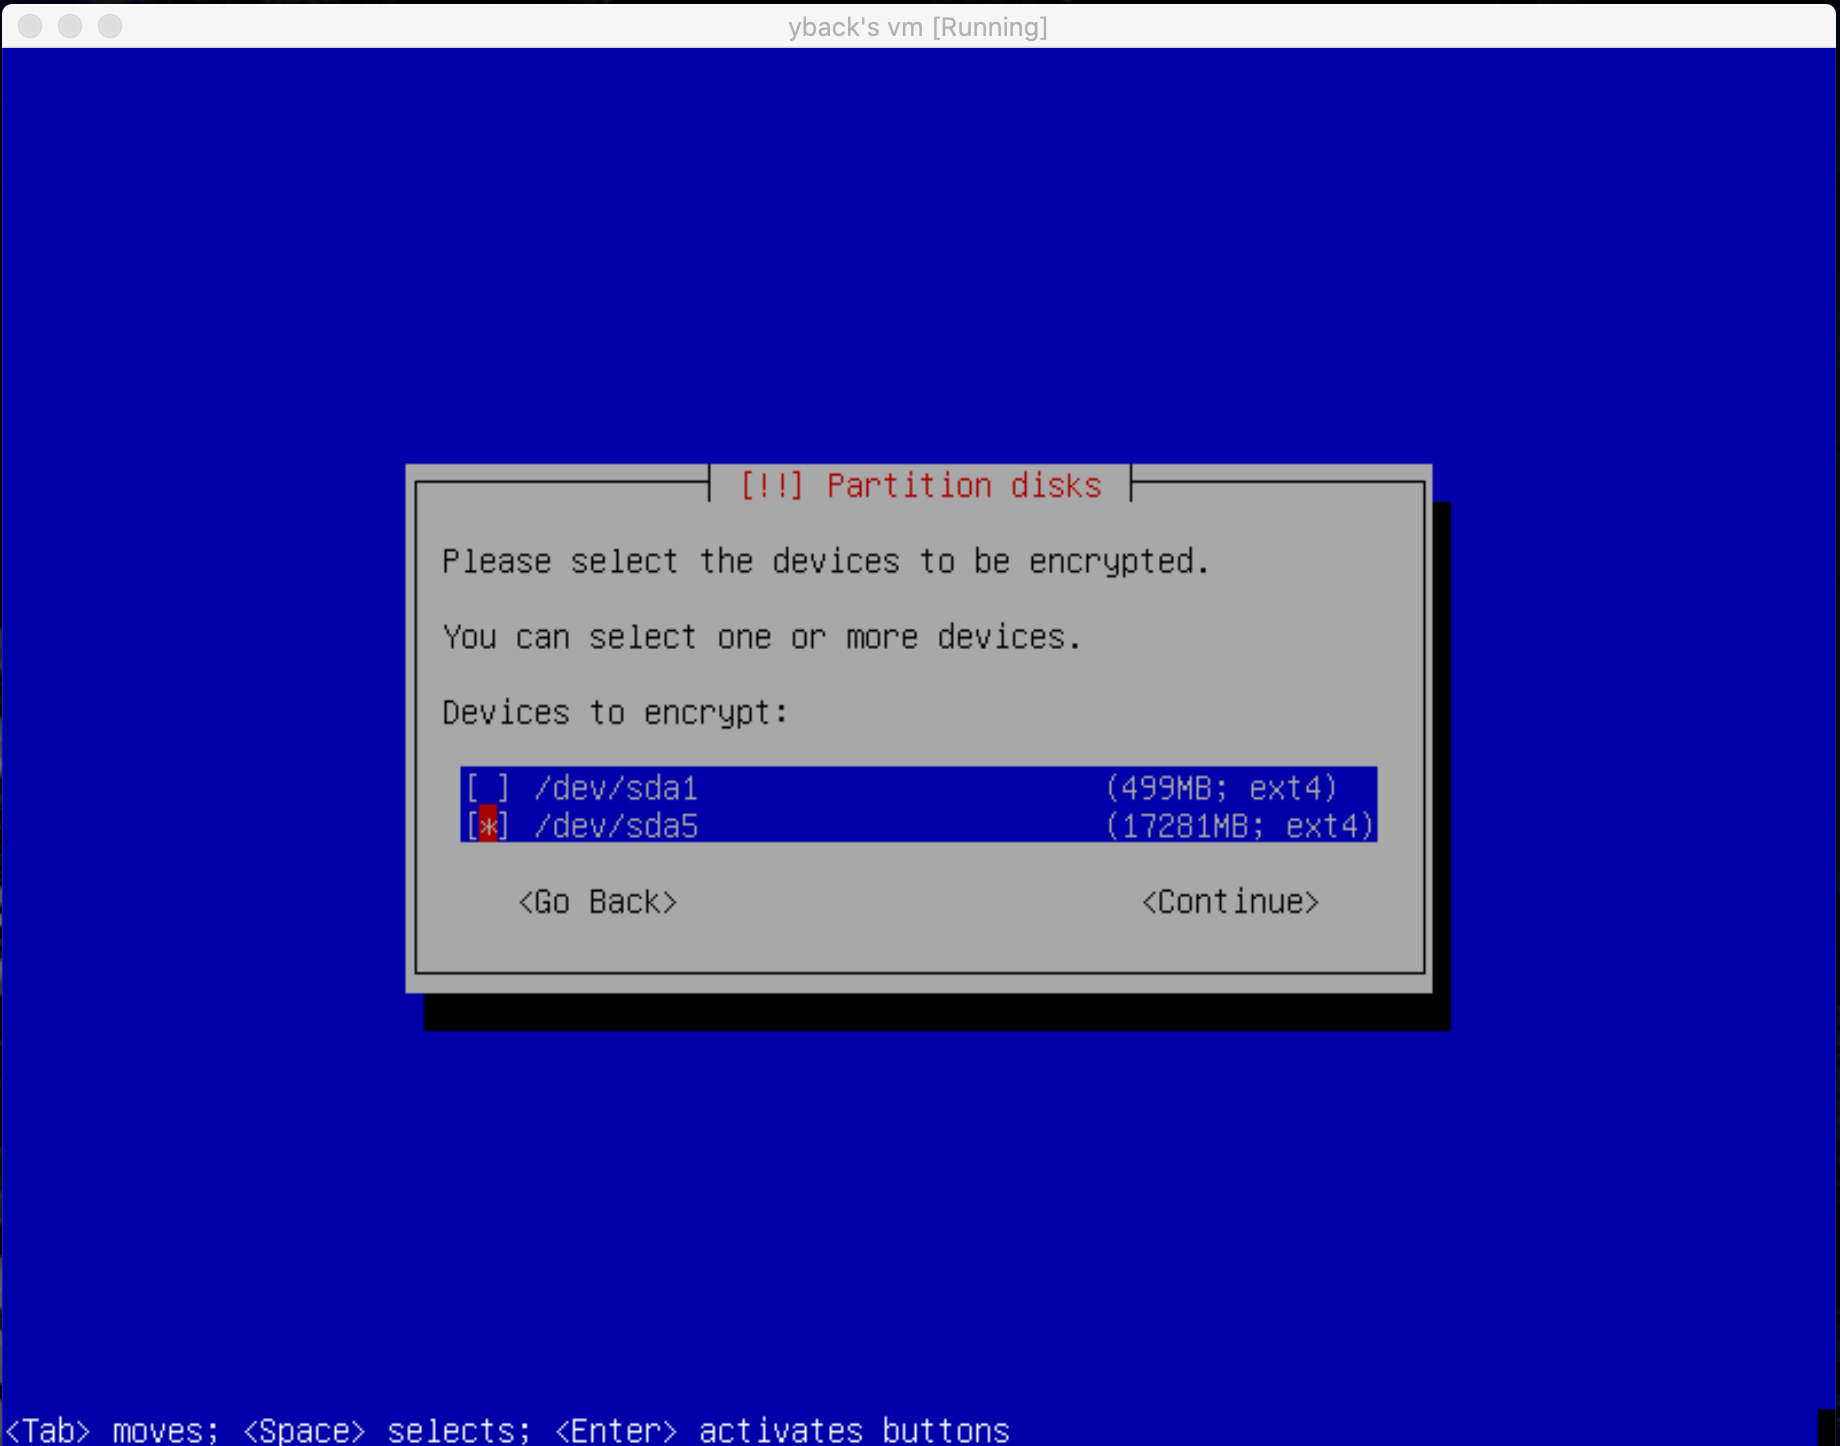 yback's vm [Running]
[!!] Partition disks
Please select the devices to be encrypted.
You can select one or more devices.
Devices to encrypt:
[ ] /dev/sda1 (499MB; ext4)
[*] /dev/sda5 (17281MB; ext4)
<Go Back> <Continue>
<Tab> moves; <Space> selects; <Enter> activates buttons